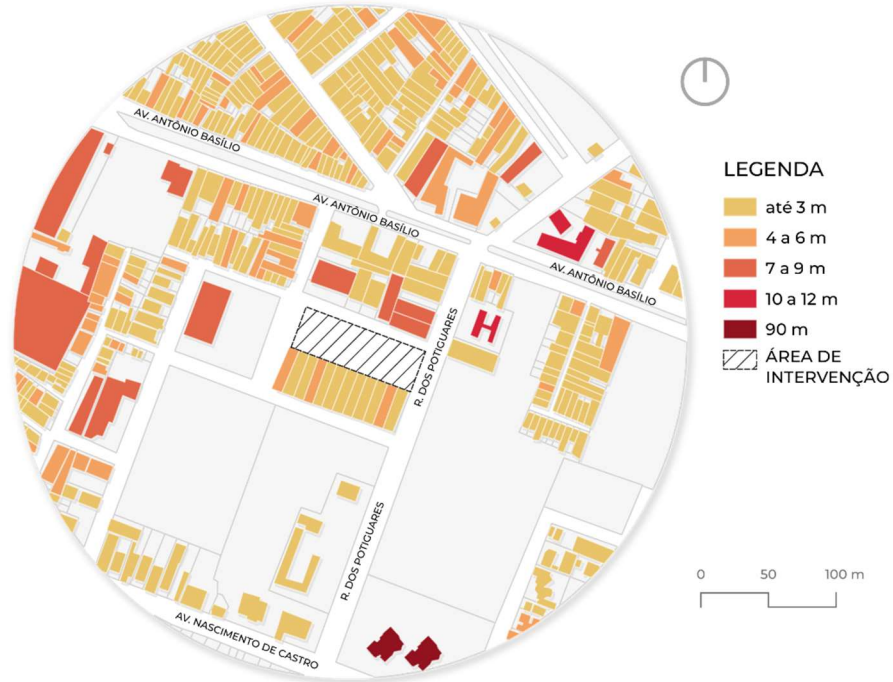 AV. ANTÔNIO BASÍLIO
AV. ANTÔNIO BASÍLIO
AV. ANTÔNIO BASÍLIO
R. DOS POTIGUARES
R. DOS POTIGUARES
AV. NASCIMENTO DE CASTRO
LEGENDA
até 3 m
4 a 6 m
7 a 9 m
10 a 12 m
90 m
ÁREA DE
INTERVENÇÃO
0 50 100 m